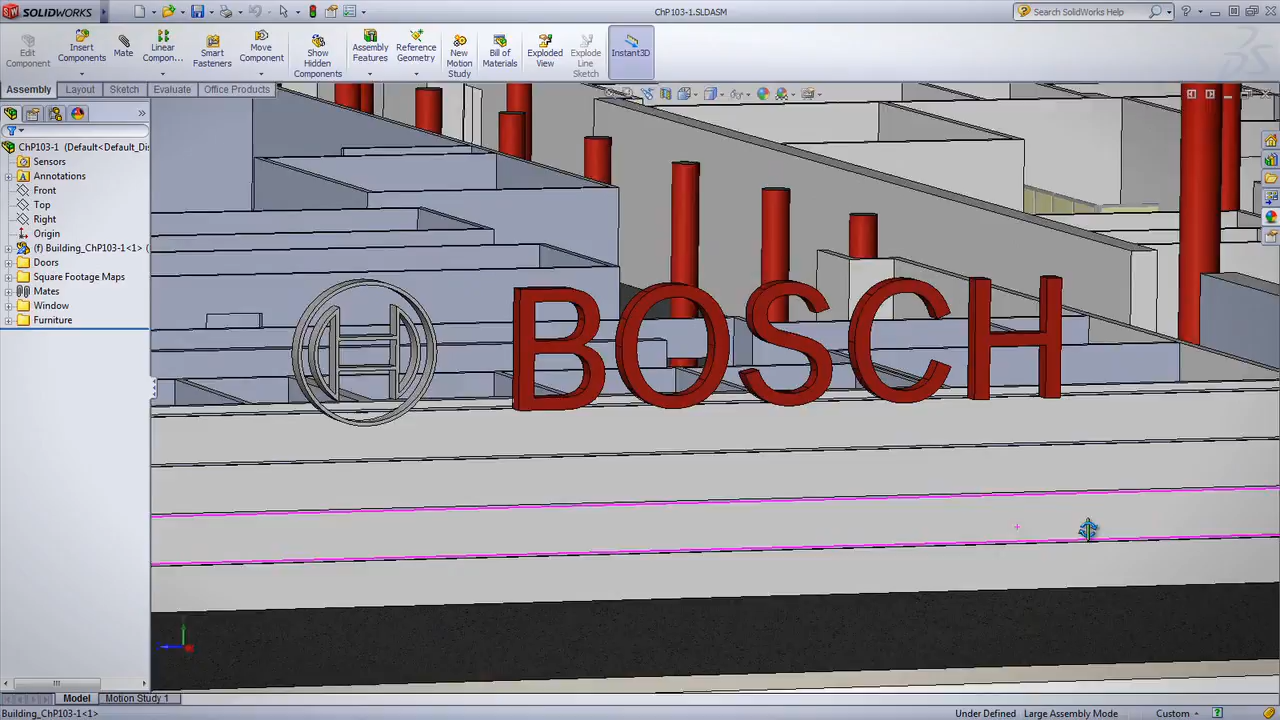 SOLIDWORKS
ChP103-1.SLDASM
Search SolidWorks Help
Edit
Component
Insert
Components
Mate
Linear
Compon...
Smart
Fasteners
Move
Component
Show
Hidden
Components
Assembly
Features
Reference
Geometry
New
Motion
Study
Bill of
Materials
Exploded
View
Explode
Line
Sketch
Instant3D
Assembly
Layout
Sketch
Evaluate
Office Products
ChP103-1 (Default<Default_Dis
Sensors
Annotations
Front
Top
Right
Origin
(f) Building_ChP103-1<1> (
Doors
Square Footage Maps
Mates
Window
Furniture
BOSCH
Model
Motion Study 1
Building_ChP103-1<1>
Under Defined
Large Assembly Mode
Custom